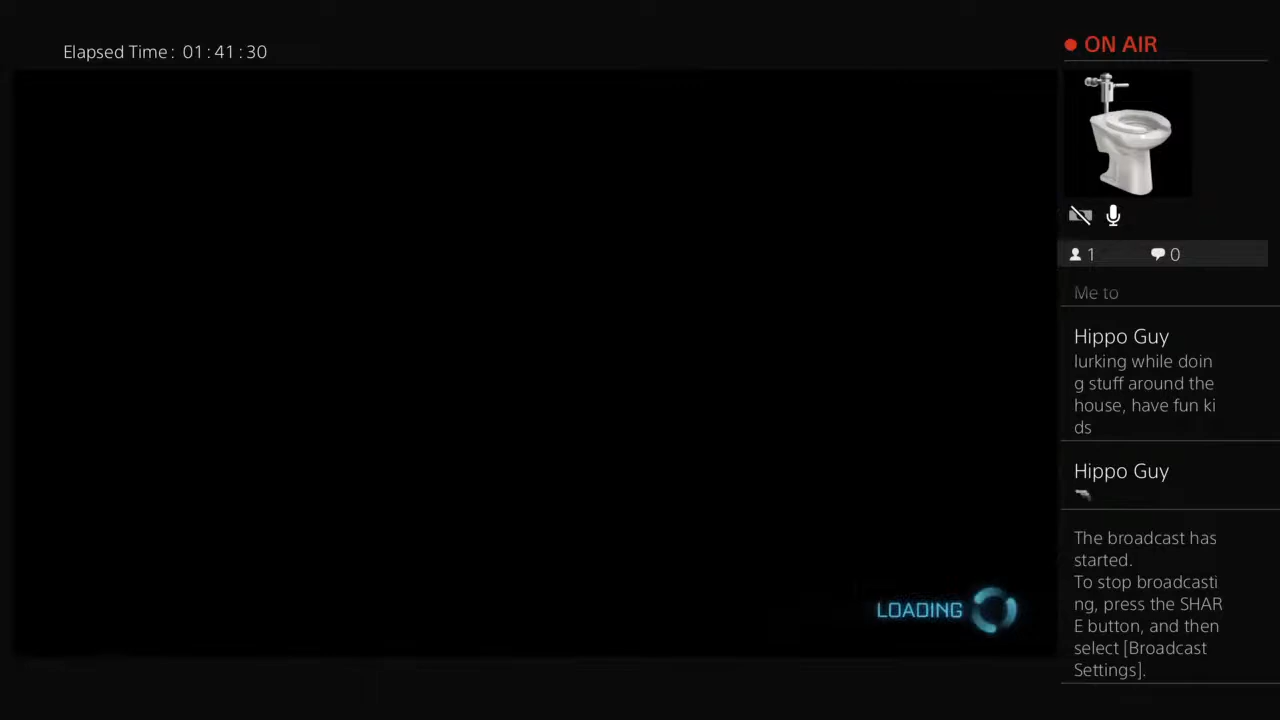 Elapsed Time: 01:41:30
ON AIR
1
0
Me to
Hippo Guy
lurking while doin
g stuff around the
house, have fun ki
ds
Hippo Guy
The broadcast has
started.
To stop broadcasti
ng, press the SHAR
E button, and then
select [Broadcast
Settings].
LOADING